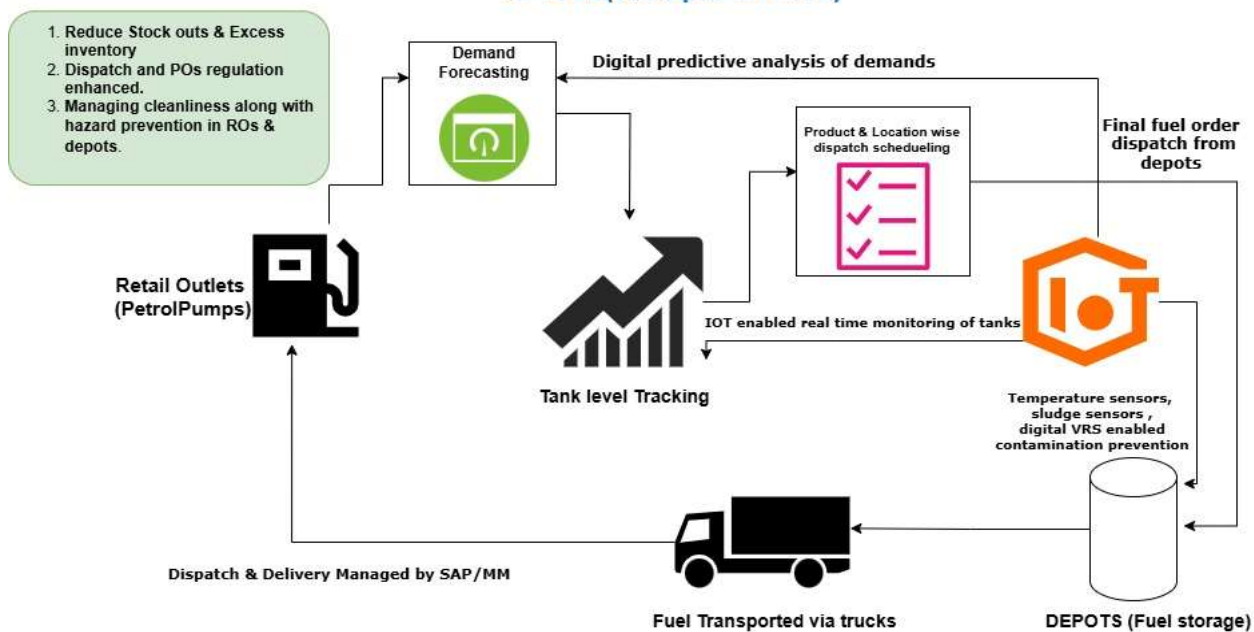 1. Reduce Stock outs & Excess
inventory
2. Dispatch and POs regulation
enhanced.
3. Managing cleanliness along with
hazard prevention in ROs &
depots.
Demand
Forecasting
Digital predictive analysis of demands
Product & Location wise
dispatch schedueling
Final fuel order
dispatch from
depots
Retail Outlets
(PetrolPumps)
IOT
IOT enabled real time monitoring of tanks
Tank level Tracking
Temperature sensors,
sludge sensors ,
digital VRS enabled
contamination prevention
Dispatch & Delivery Managed by SAP/MM
Fuel Transported via trucks
DEPOTS (Fuel storage)